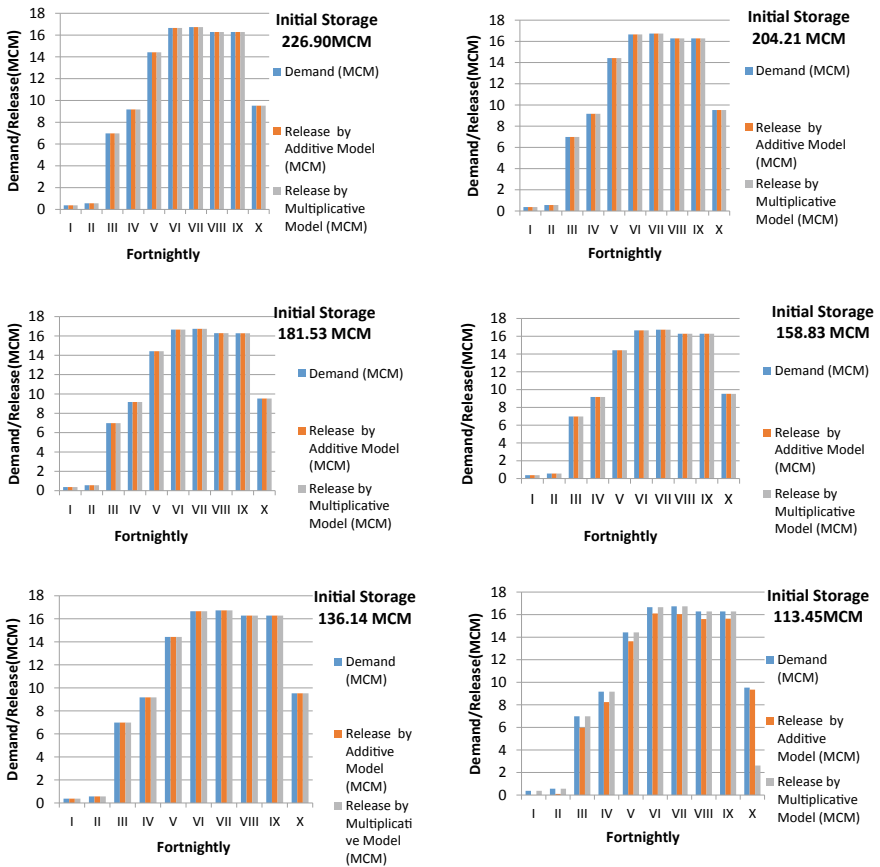 Initial Storage
226.90MCM
Demand/Release(MCM)
18
16
14
12
10
8
6
4
2
0
I II III IV V VI VII VIII IX X
Fortnightly
Demand (MCM)
Release by
Additive Model
(MCM)
Release by
Multiplicative
Model (MCM)
Initial Storage
204.21 MCM
Demand/Release(MCM)
18
16
14
12
10
8
6
4
2
0
I II III IV V VI VII VIII IX X
Fortnightly
Demand (MCM)
Release by
Additive Model
(MCM)
Release by
Multiplicative
Model (MCM)
Initial Storage
181.53 MCM
Demand/Release(MCM)
18
16
14
12
10
8
6
4
2
0
I II III IV V VI VII VIII IX X
Fortnightly
Demand (MCM)
Release by
Additive Model
(MCM)
Release by
Multiplicative
Model (MCM)
Initial Storage
158.83 MCM
Demand/Release(MCM)
18
16
14
12
10
8
6
4
2
0
I II III IV V VI VII VIII IX X
Fortnightly
Demand (MCM)
Release by
Additive Model
(MCM)
Release by
Multiplicative
Model (MCM)
Initial Storage
136.14 MCM
Demand/Release(MCM)
18
16
14
12
10
8
6
4
2
0
I II III IV V VI VII VIII IX X
Fortnightly
Demand
(MCM)
Release by
Additive
Model
(MCM)
Release by
Multiplicati
ve Model
(MCM)
Initial Storage
113.45MCM
Demand/Release(MCM)
18
16
14
12
10
8
6
4
2
0
I II III IV V VI VII VIII IX X
Fortnightly
Demand
(MCM)
Release by
Additive
Model (MCM)
Release by
Multiplicative
Model (MCM)